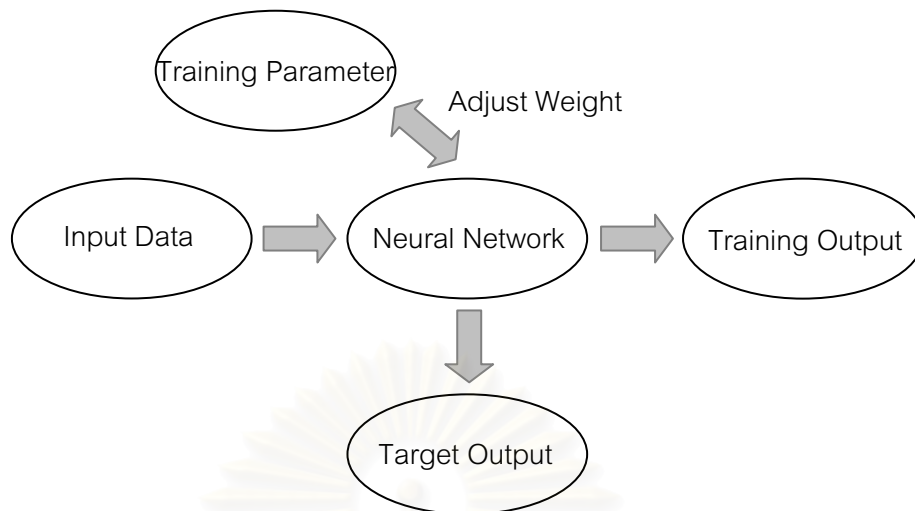 Training Parameter
Adjust Weight
Input Data
Neural Network
Training Output
Target Output